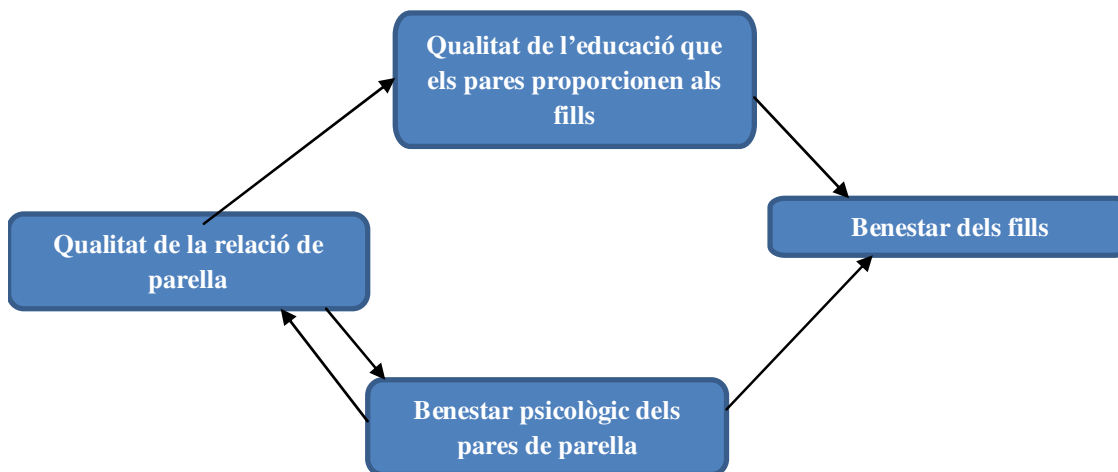 Qualitat de l’educació que
els pares proporcionen als
fills
Qualitat de la relació de
parella
Benestar dels fills
Benestar psicològic dels
pares de parella